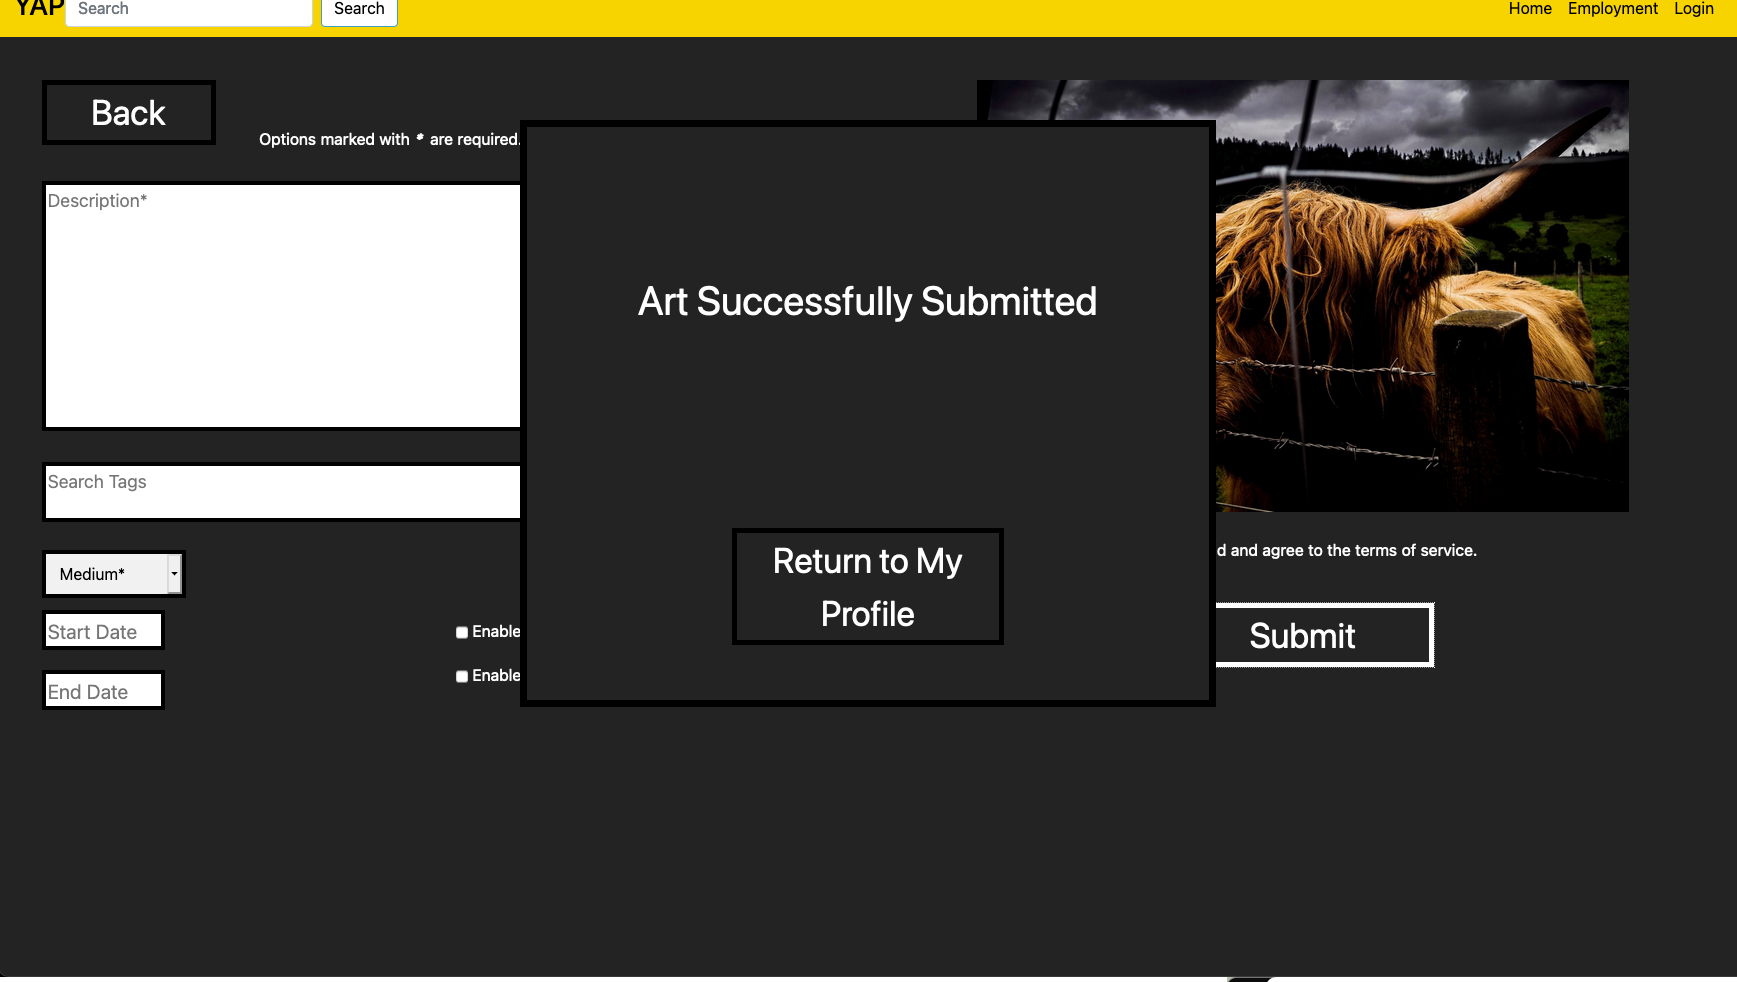 YAP Search Search Home Employment Login
Back
Options marked with * are required.
Description*
Art Successfully Submitted
Search Tags
Return to My
Profile
d and agree to the terms of service.
Medium*
Start Date
Enable
Submit
End Date
Enable